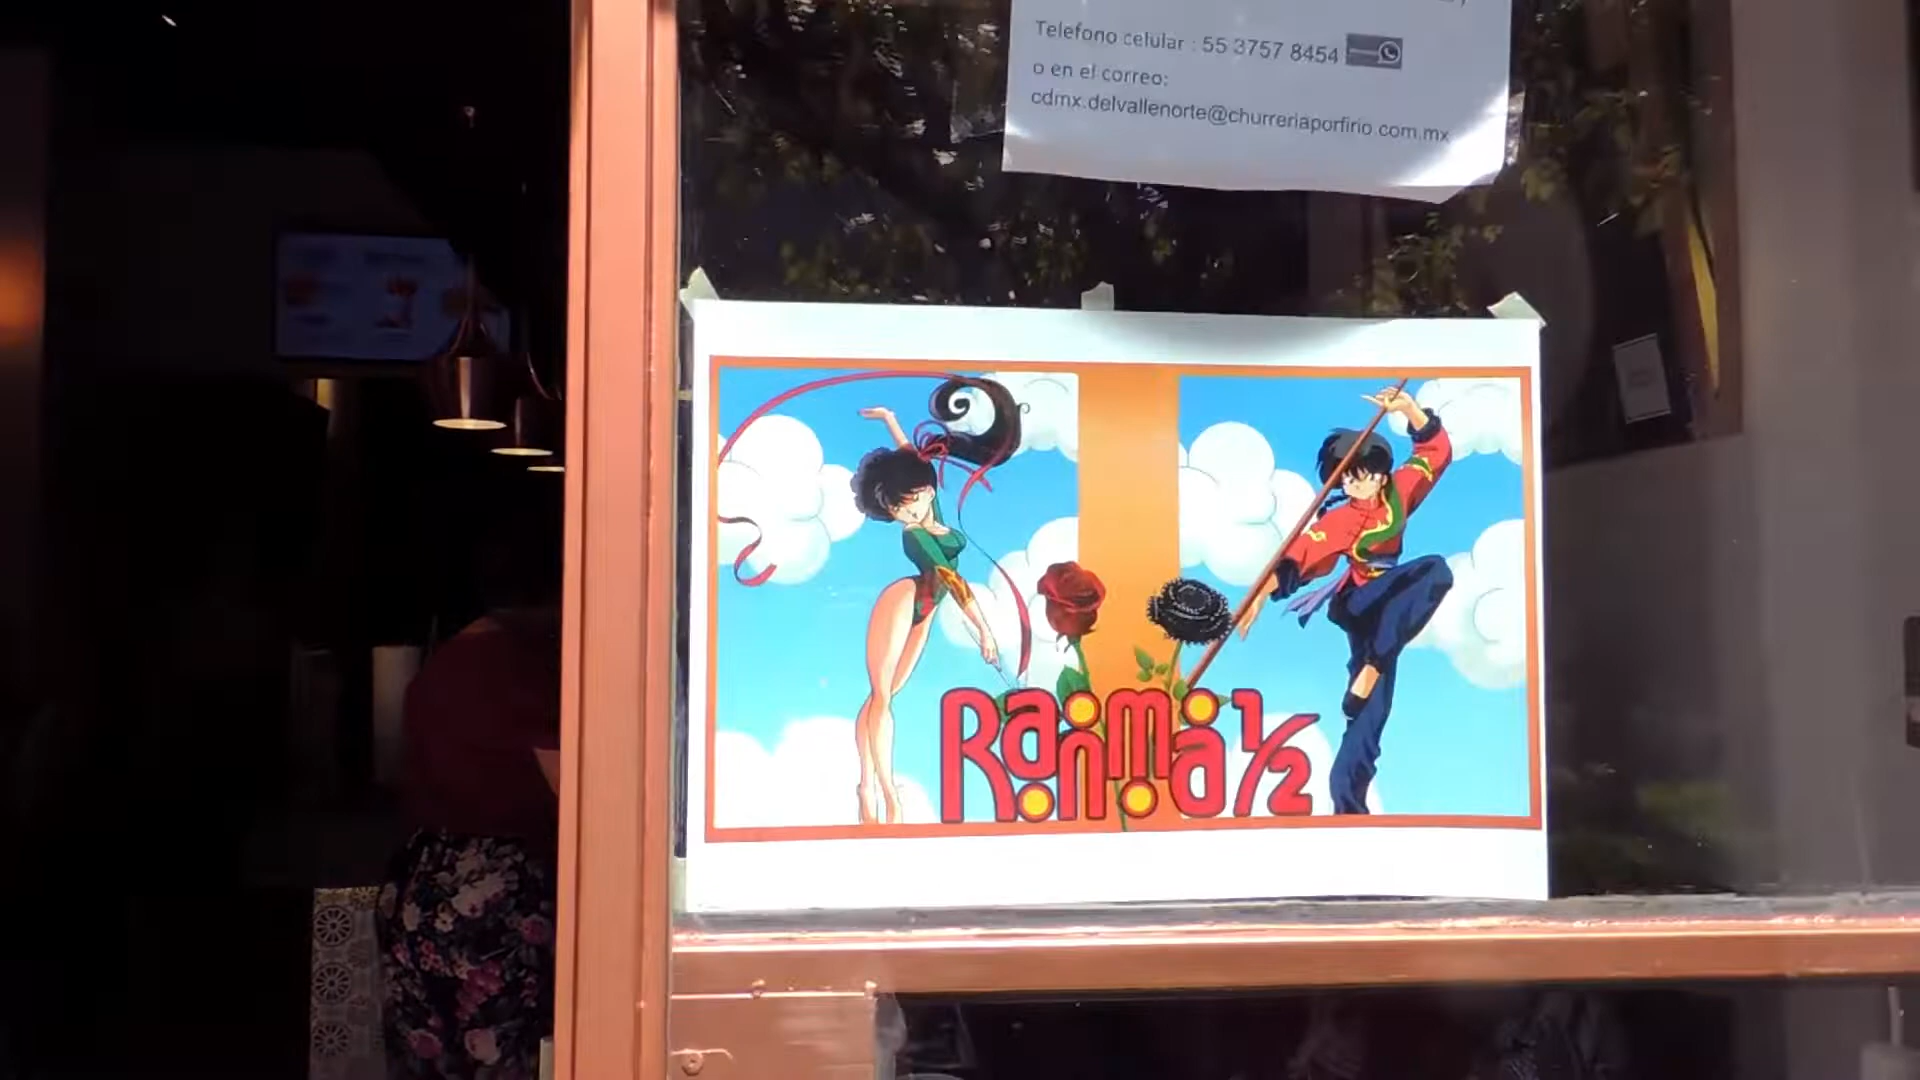 Telefono celular : 55 3757 8454
o en el correo:
cdmx.delvallenorte@churreriaporfirio.com.mx
Ranma 1/2